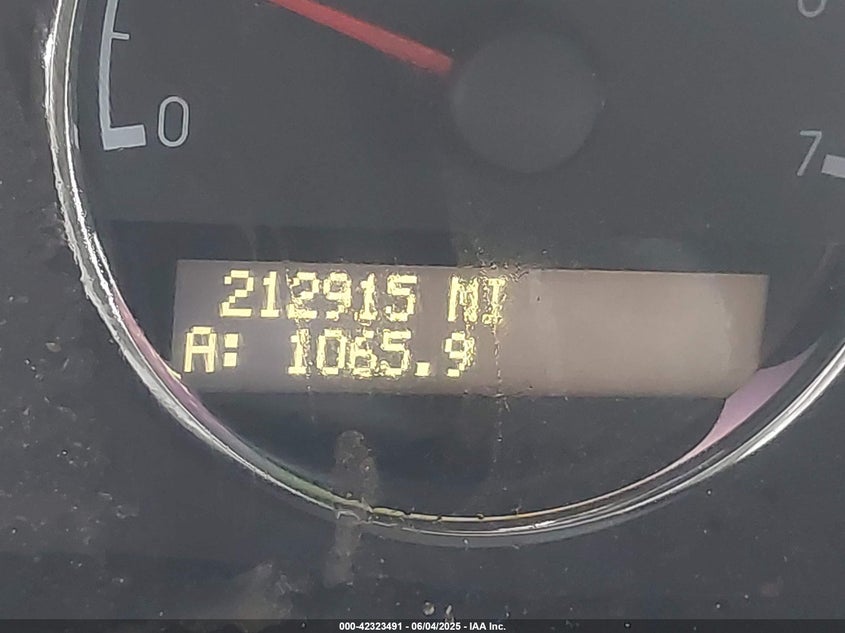 0
7
212915 MI
A: 1065.9
000-42323491 - 06/04/2025 - IAA Inc.